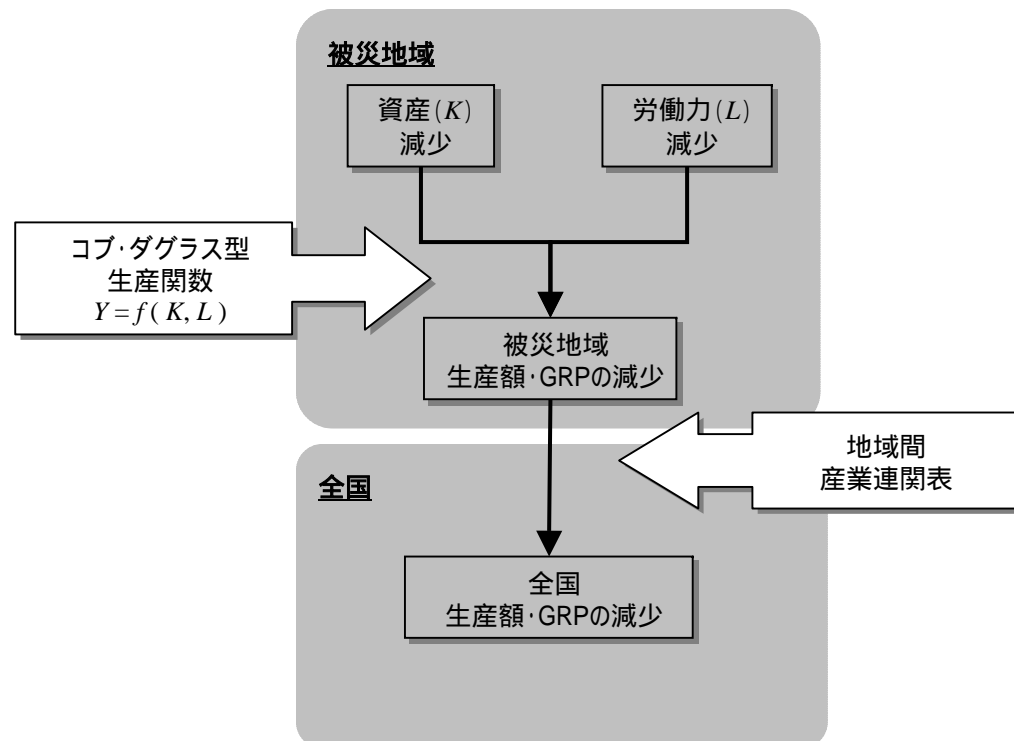 被災地域
資産(K)
減少
労働力(L)
減少
コブ・ダグラス型
生産関数
Y=f(K,L)
被災地域
生産額・GRPの減少
地域間
産業連関表
全国
全国
生産額・GRPの減少